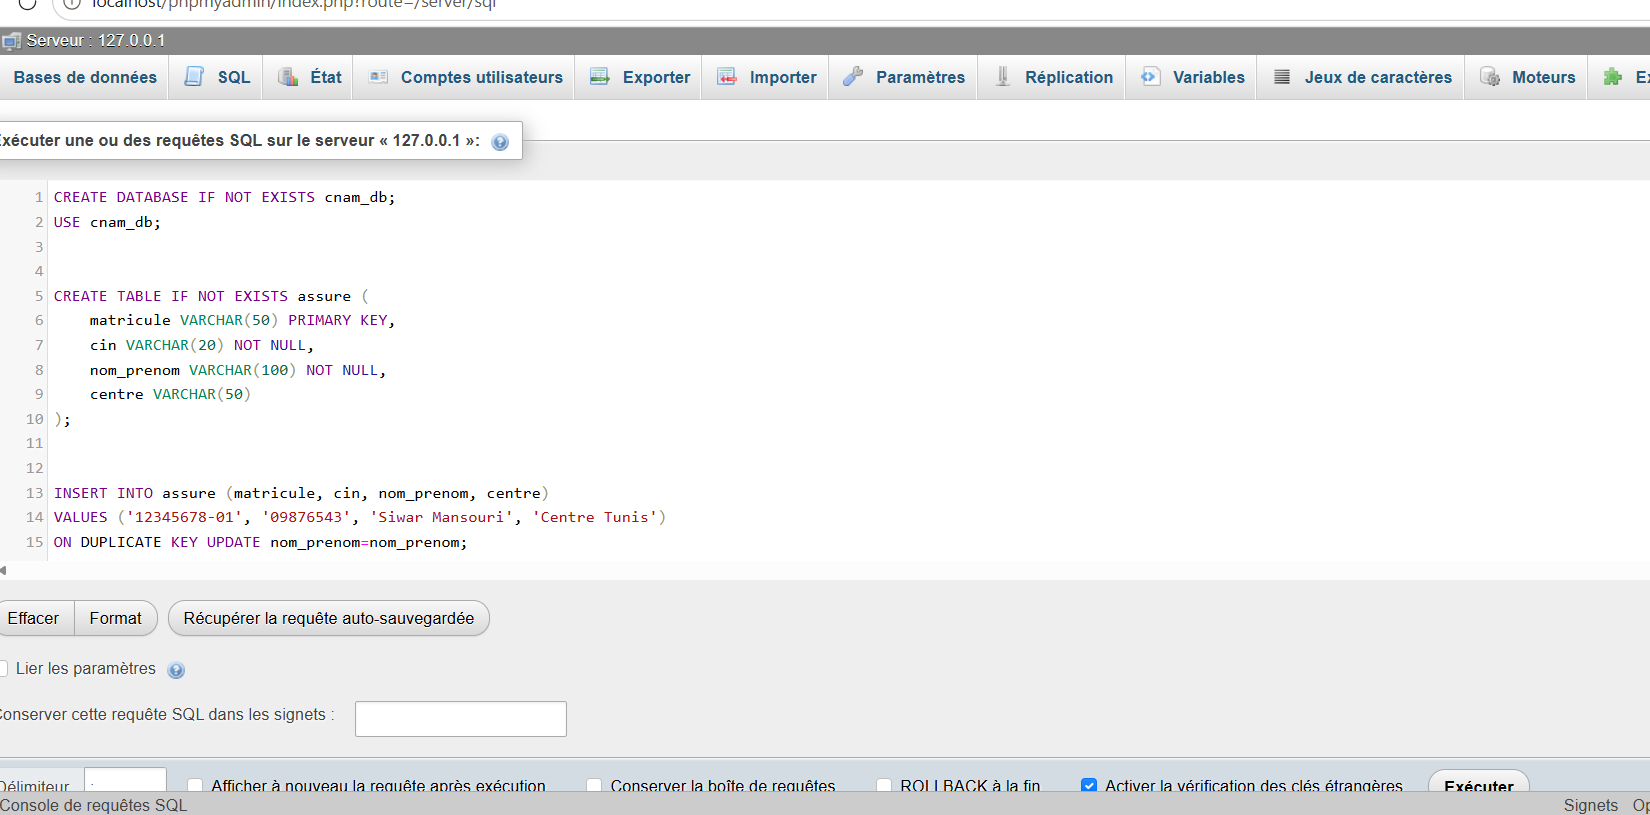 localhost/phpmyadmin/index.php?route=/server/sql
Serveur : 127.0.0.1
Bases de données SQL État Comptes utilisateurs Exporter Importer Paramètres Réplication Variables Jeux de caractères Moteurs
xécuter une ou des requêtes SQL sur le serveur « 127.0.0.1 »:
1 CREATE DATABASE IF NOT EXISTS cnam_db;
2 USE cnam_db;
3
4
5 CREATE TABLE IF NOT EXISTS assure (
6 matricule VARCHAR(50) PRIMARY KEY,
7 cin VARCHAR(20) NOT NULL,
8 nom_prenom VARCHAR(100) NOT NULL,
9 centre VARCHAR(50)
10 );
11
12
13 INSERT INTO assure (matricule, cin, nom_prenom, centre)
14 VALUES ('12345678-01', '09876543', 'Siwar Mansouri', 'Centre Tunis')
15 ON DUPLICATE KEY UPDATE nom_prenom=nom_prenom;
Effacer Format Récupérer la requête auto-sauvegardée
Lier les paramètres
onserver cette requête SQL dans les signets :
Délimiteur Afficher à nouveau la requête après exécution Conserver la boîte de requêtes ROLLBACK à la fin Activer la vérification des clés étrangères Exécuter
Console de requêtes SQL Signets Op